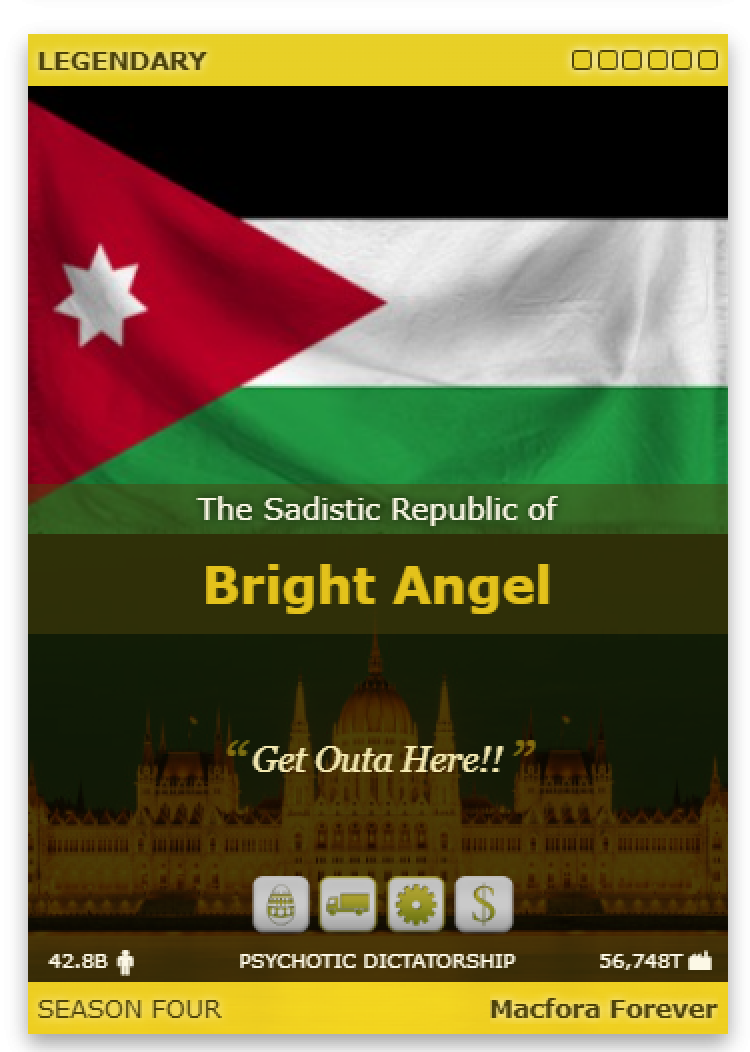 LEGENDARY
The Sadistic Republic of
Bright Angel
“Get Outa Here!!”
$
42.8B PSYCHOTIC DICTATORSHIP 56,748T
SEASON FOUR Macfora Forever